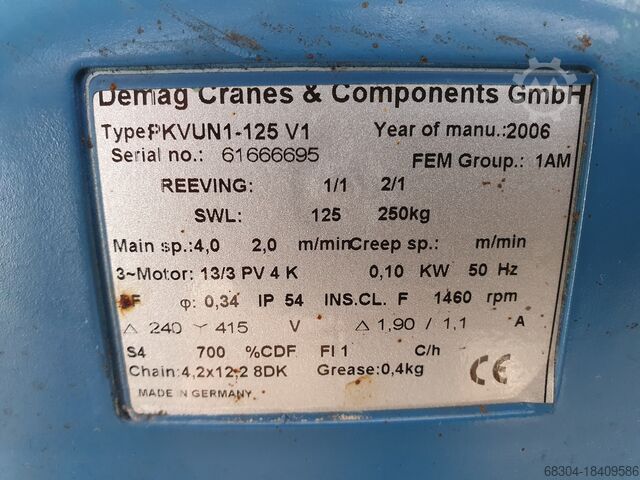 Demag Cranes & Components GmbH
Type PKVUN1-125 V1 Year of manu.:2006
Serial no.: 61666695 FEM Group.: 1AM
REEVING: 1/1 2/1
SWL: 125 250kg
Main sp.:4,0 2,0 m/min Creep sp.: m/min
3~Motor: 13/3 PV 4 K 0,10 KW 50 Hz
φ: 0,34 IP 54 INS.CL. F 1460 rpm
△ 240 Y 415 V △ 1,90 / 1,1 A
S4 700 %CDF FI 1 C/h
Chain:4,2x12,2 8DK Grease:0,4kg
MADE IN GERMANY
CE
68304-18409586